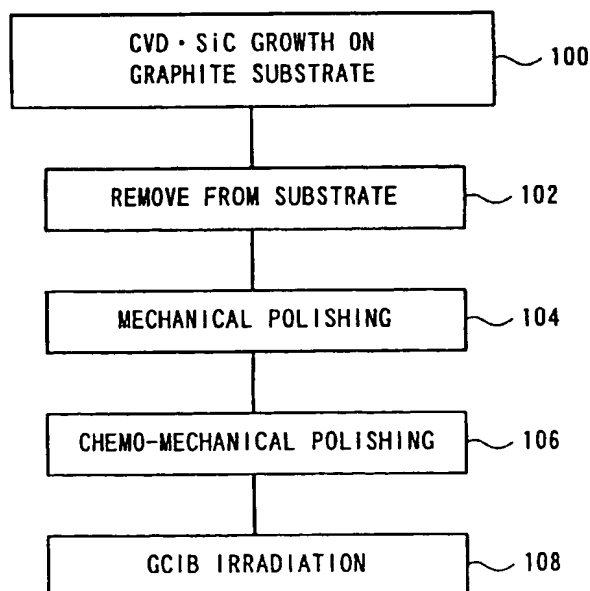 CVD・SiC GROWTH ON
GRAPHITE SUBSTRATE
100
REMOVE FROM SUBSTRATE
102
MECHANICAL POLISHING
104
CHEMO-MECHANICAL POLISHING
106
GCIB IRRADIATION
108